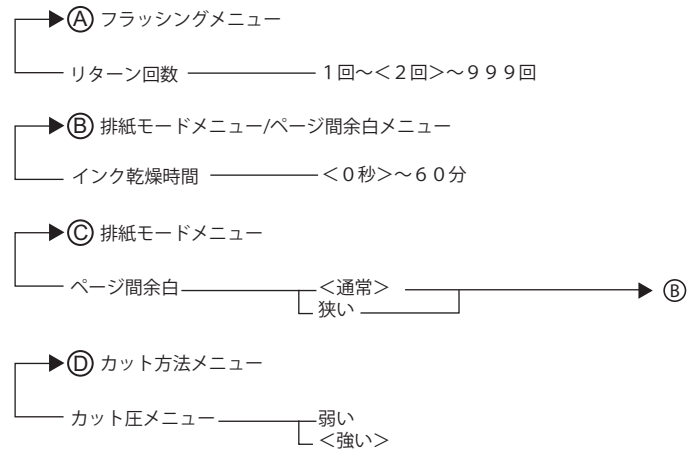 Ⓐ フラッシングメニュー
リターン回数 1回～＜2回＞～999回
Ⓑ 排紙モードメニュー/ページ間余白メニュー
インク乾燥時間 ＜0秒＞～60分
Ⓒ 排紙モードメニュー
ページ間余白 ＜通常＞ Ⓑ
狭い
Ⓓ カット方法メニュー
カット圧メニュー 弱い
＜強い＞